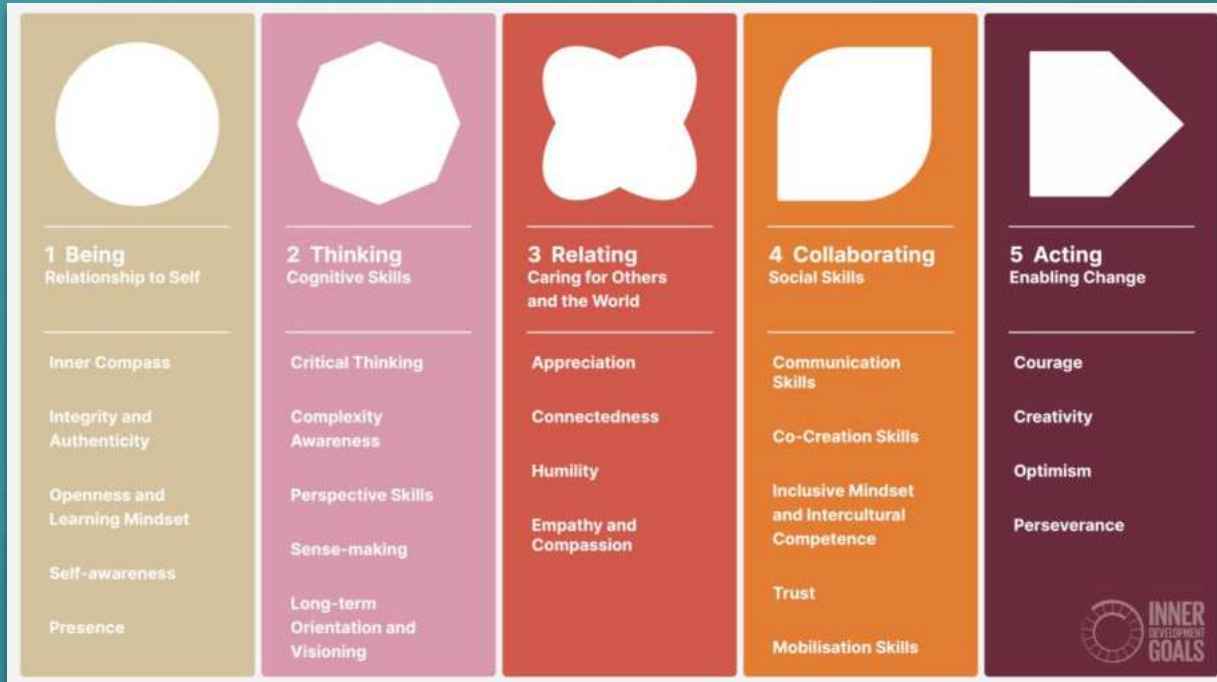 1 Being
Relationship to Self
Inner Compass
Integrity and
Authenticity
Openness and
Learning Mindset
Self-awareness
Presence
2 Thinking
Cognitive Skills
Critical Thinking
Complexity
Awareness
Perspective Skills
Sense-making
Long-term
Orientation and
Visioning
3 Relating
Caring for Others
and the World
Appreciation
Connectedness
Humility
Empathy and
Compassion
4 Collaborating
Social Skills
Communication
Skills
Co-Creation Skills
Inclusive Mindset
and Intercultural
Competence
Trust
Mobilisation Skills
5 Acting
Enabling Change
Courage
Creativity
Optimism
Perseverance
INNER
DEVELOPMENT
GOALS